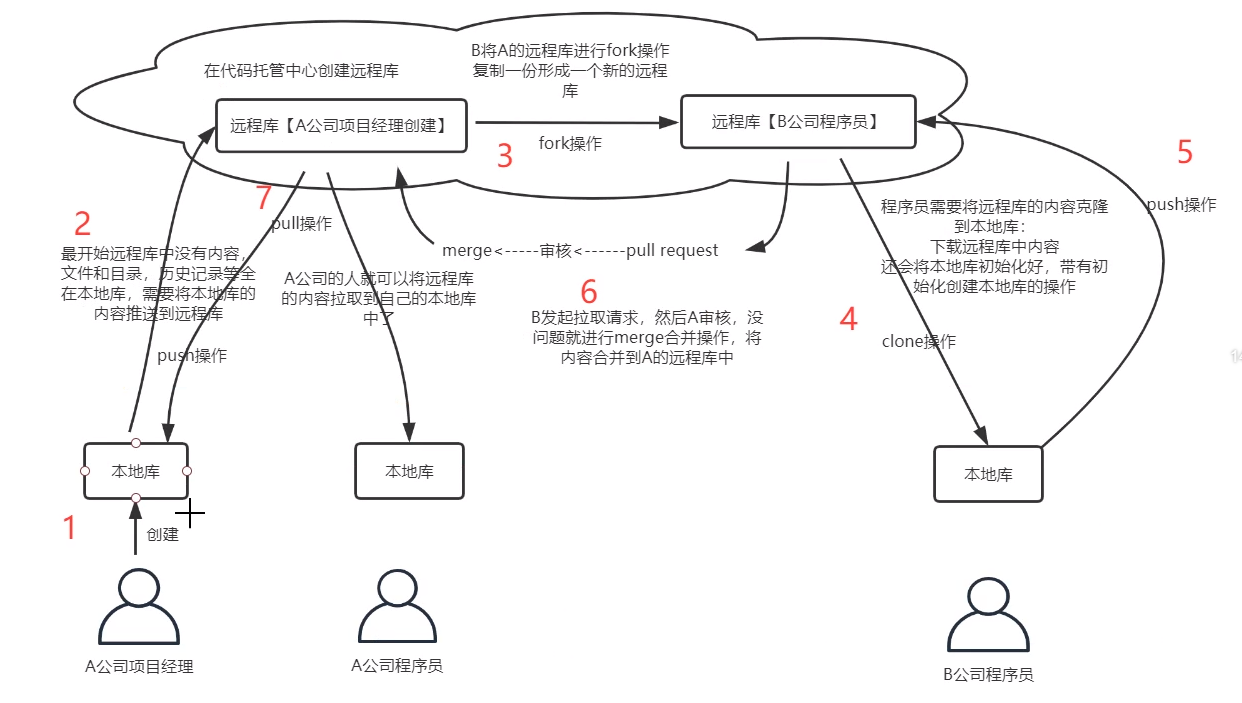 B将A的远程库进行fork操作
复制一份形成一个新的远程
库
在代码托管中心创建远程库
远程库【A公司项目经理创建】
远程库【B公司程序员】
fork操作
3
5
7
2
pull操作
push操作
程序员需要将远程库的内容克隆
到本地库：
下载远程库中内容
还会将本地库初始化好，带有初
始化创建本地库的操作
merge<-----审核<------pull request
最开始远程库中没有内容，
文件和目录，历史记录等全
在本地库，需要将本地库的
内容推送到远程库
A公司的人就可以将远程库
的内容拉取到自己的本地库
中了
6
B发起拉取请求，然后A审核，没
问题就进行merge合并操作，将
内容合并到A的远程库中
4
clone操作
push操作
本地库
本地库
本地库
1
创建
A公司项目经理
A公司程序员
B公司程序员